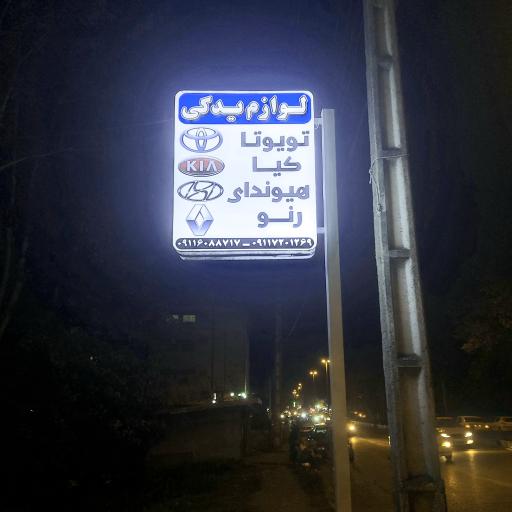 لوازم یدکی
تویوتا
KIA کیا
هیوندای
رنو
۰۹۱۱۶۰۸۸۷۱۷ - ۰۹۱۱۷۲۰۱۲۶۹